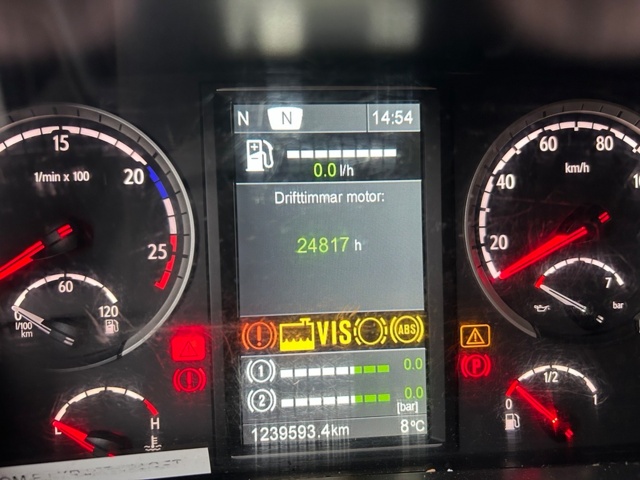 N N 14:54
0.0 l/h
Drifttimmar motor:
24817 h
VIS ABS
1 0.0
2 0.0
[bar]
1239593.4km 8°C
15
1/min x 100
20
25
60
0 120
l/100
km
H
60 80
km/h
40
20
7
bar
P
1/2
0 1